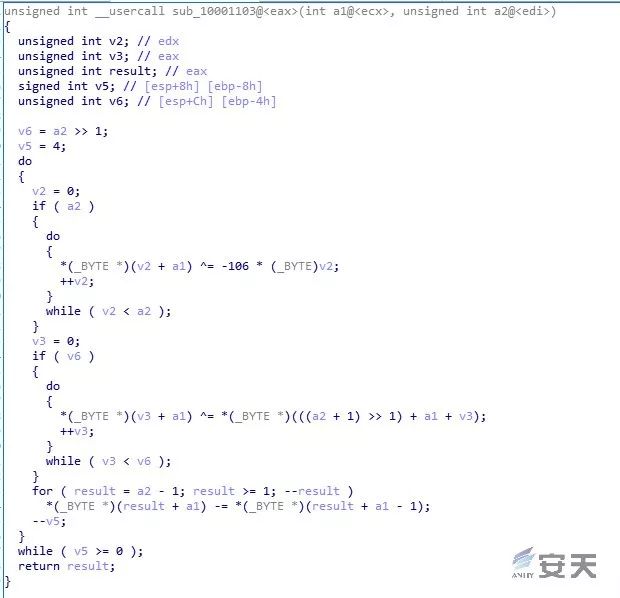 unsigned int __usercall sub_10001103@<eax>(int a1@<ecx>, unsigned int a2@<edi>)
{
  unsigned int v2; // edx
  unsigned int v3; // eax
  unsigned int result; // eax
  signed int v5; // [esp+8h] [ebp-8h]
  unsigned int v6; // [esp+Ch] [ebp-4h]

  v6 = a2 >> 1;
  v5 = 4;
  do
  {
    v2 = 0;
    if ( a2 )
    {
      do
      {
        *(_BYTE *)(v2 + a1) ^= -106 * (_BYTE)v2;
        ++v2;
      }
      while ( v2 < a2 );
    }
    v3 = 0;
    if ( v6 )
    {
      do
      {
        *(_BYTE *)(v3 + a1) ^= *(_BYTE *)(((a2 + 1) >> 1) + a1 + v3);
        ++v3;
      }
      while ( v3 < v6 );
    }
    for ( result = a2 - 1; result >= 1; --result )
      *(_BYTE *)(result + a1) -= *(_BYTE *)(result + a1 - 1);
    --v5;
  }
  while ( v5 >= 0 );
  return result;
}
ANTIY 安天